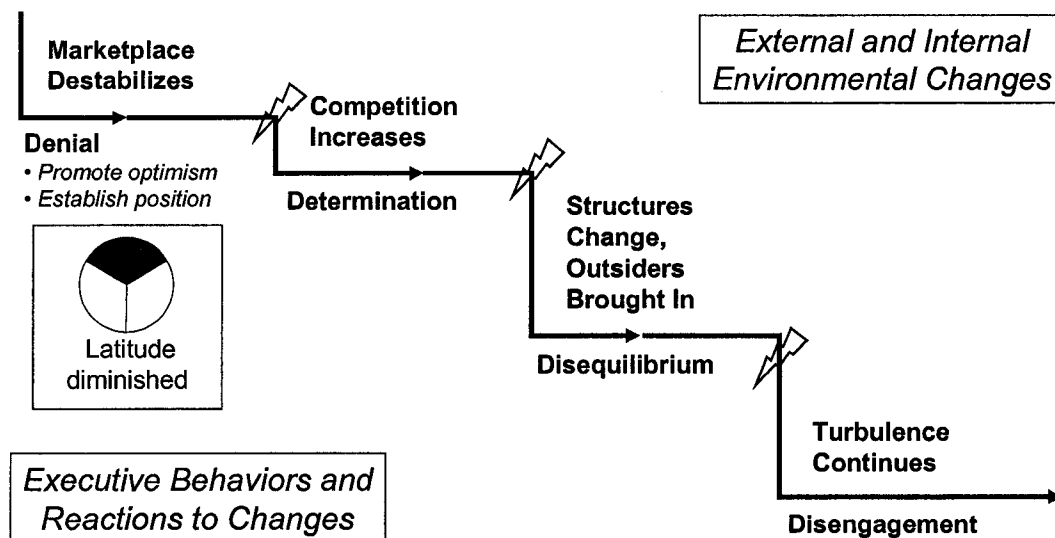 Marketplace
Destabilizes
External and Internal
Environmental Changes
Competition
Increases
Denial
• Promote optimism
• Establish position
Determination
Structures
Change,
Outsiders
Brought In
Latitude
diminished
Disequilibrium
Turbulence
Continues
Executive Behaviors and
Reactions to Changes
Disengagement